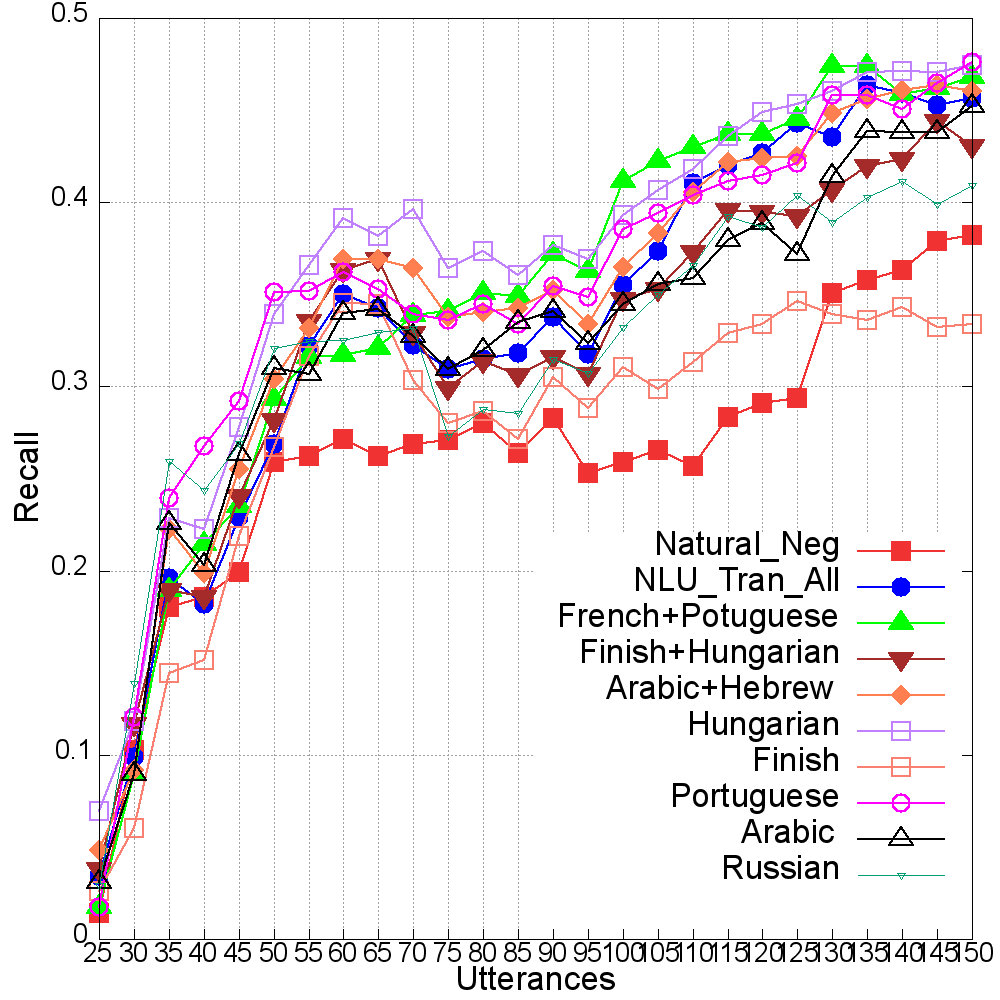 0.5
0.4
0.3
0.2
0.1
0
Recall
Natural_Neg
NLU_Tran_All
French+Potuguese
Finish+Hungarian
Arabic+Hebrew
Hungarian
Finish
Portuguese
Arabic
Russian
25 30 35 40 45 50 55 60 65 70 75 80 85 90 95 100 105 110 115 120 125 130 135 140 145 150
Utterances